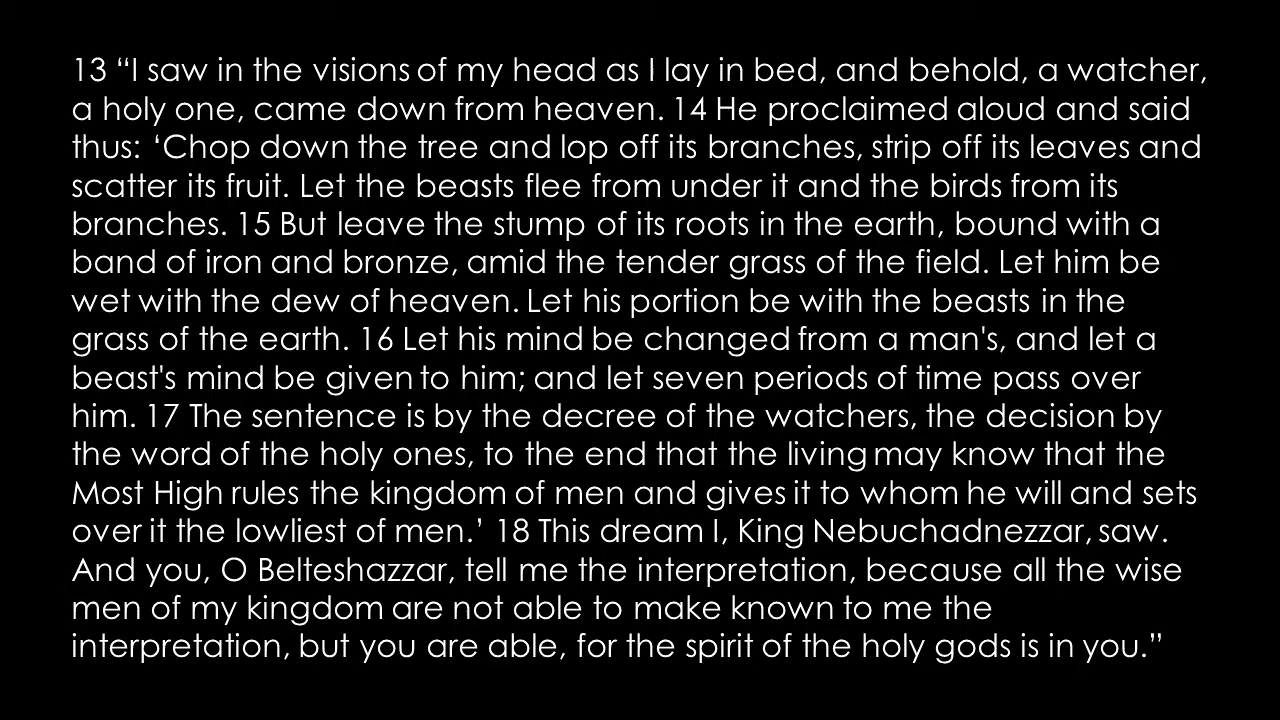 13 “I saw in the visions of my head as I lay in bed, and behold, a watcher,
a holy one, came down from heaven. 14 He proclaimed aloud and said
thus: ‘Chop down the tree and lop off its branches, strip off its leaves and
scatter its fruit. Let the beasts flee from under it and the birds from its
branches. 15 But leave the stump of its roots in the earth, bound with a
band of iron and bronze, amid the tender grass of the field. Let him be
wet with the dew of heaven. Let his portion be with the beasts in the
grass of the earth. 16 Let his mind be changed from a man's, and let a
beast's mind be given to him; and let seven periods of time pass over
him. 17 The sentence is by the decree of the watchers, the decision by
the word of the holy ones, to the end that the living may know that the
Most High rules the kingdom of men and gives it to whom he will and sets
over it the lowliest of men.’ 18 This dream I, King Nebuchadnezzar, saw.
And you, O Belteshazzar, tell me the interpretation, because all the wise
men of my kingdom are not able to make known to me the
interpretation, but you are able, for the spirit of the holy gods is in you.”